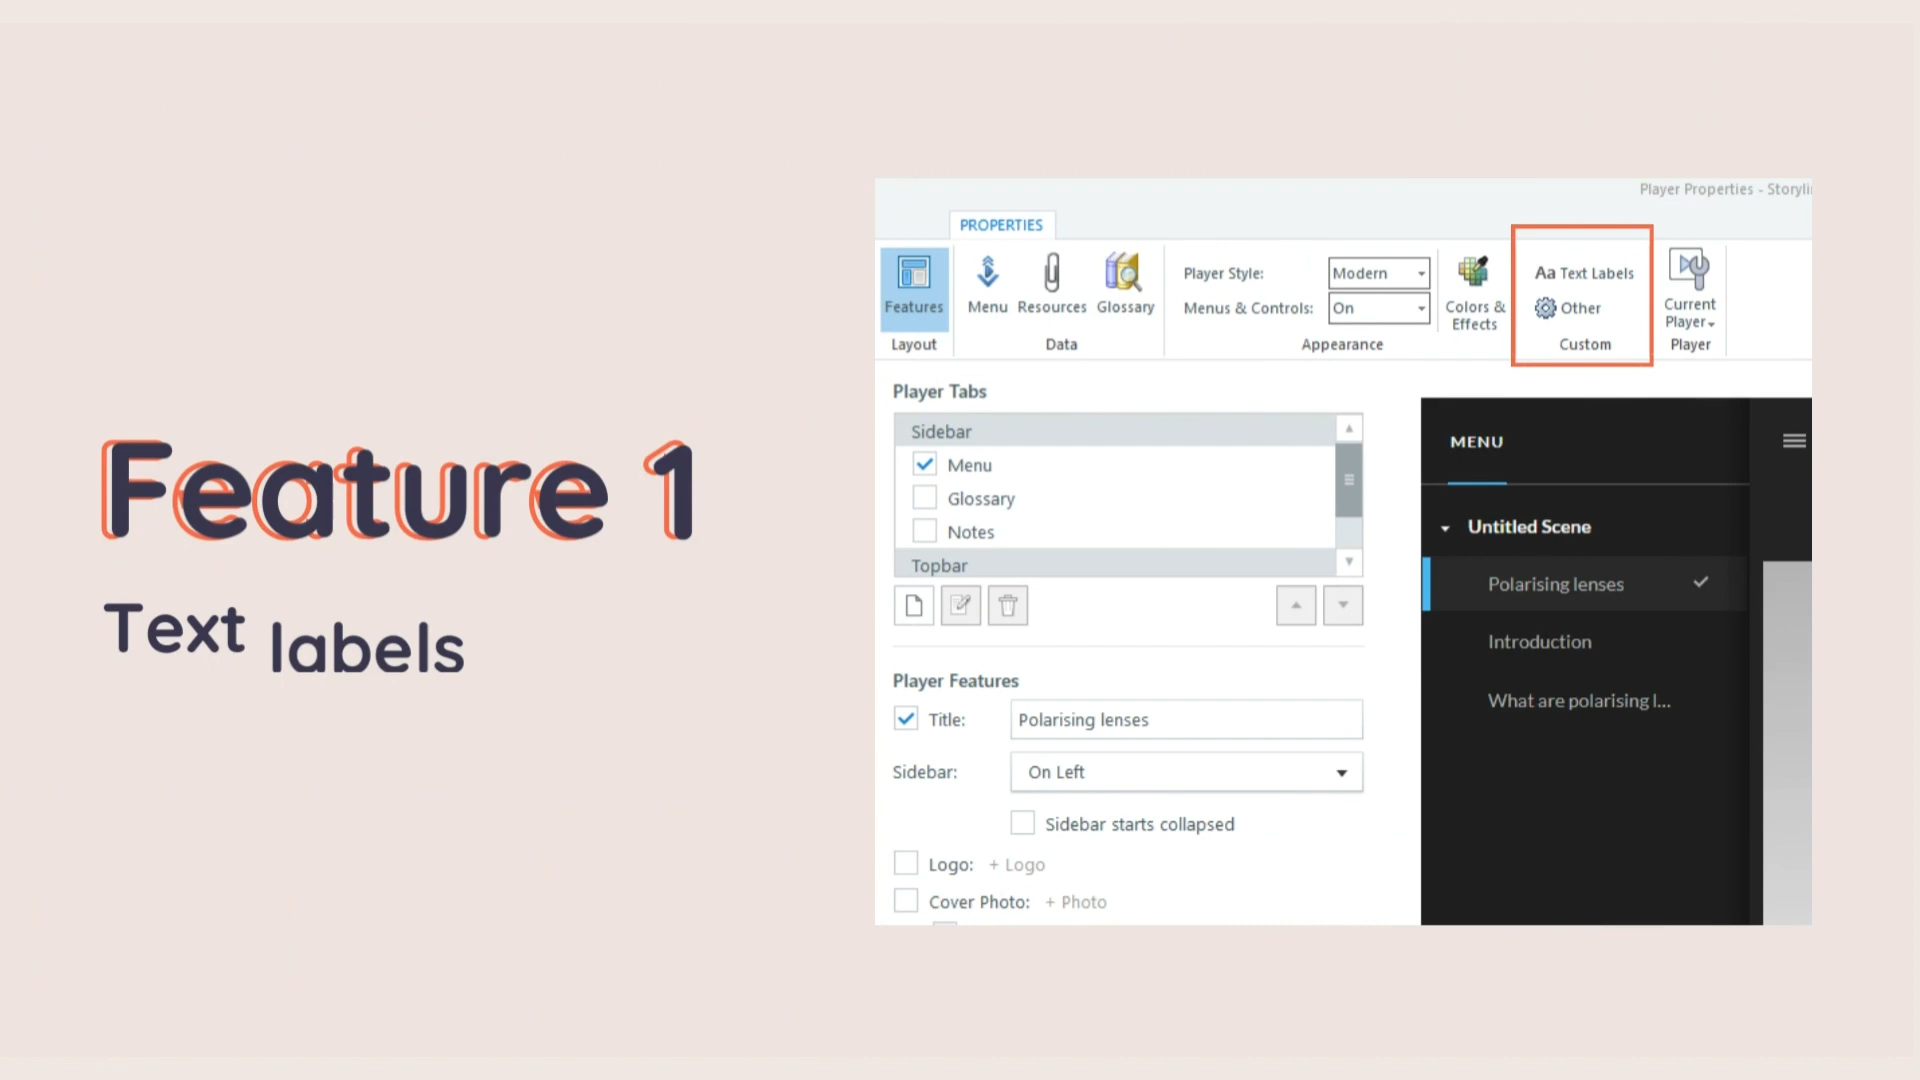 Feature 1
Text labels
Player Properties - Storyli
PROPERTIES
Features
Menu
Resources
Glossary
Player Style:
Modern
Menus & Controls:
On
Colors &
Effects
Aa Text Labels
Other
Current
Player
Layout
Data
Appearance
Custom
Player
Player Tabs
Sidebar
Menu
Glossary
Notes
Topbar
Player Features
Title:
Polarising lenses
Sidebar:
On Left
Sidebar starts collapsed
Logo: + Logo
Cover Photo: + Photo
MENU
Untitled Scene
Polarising lenses
Introduction
What are polarising l...